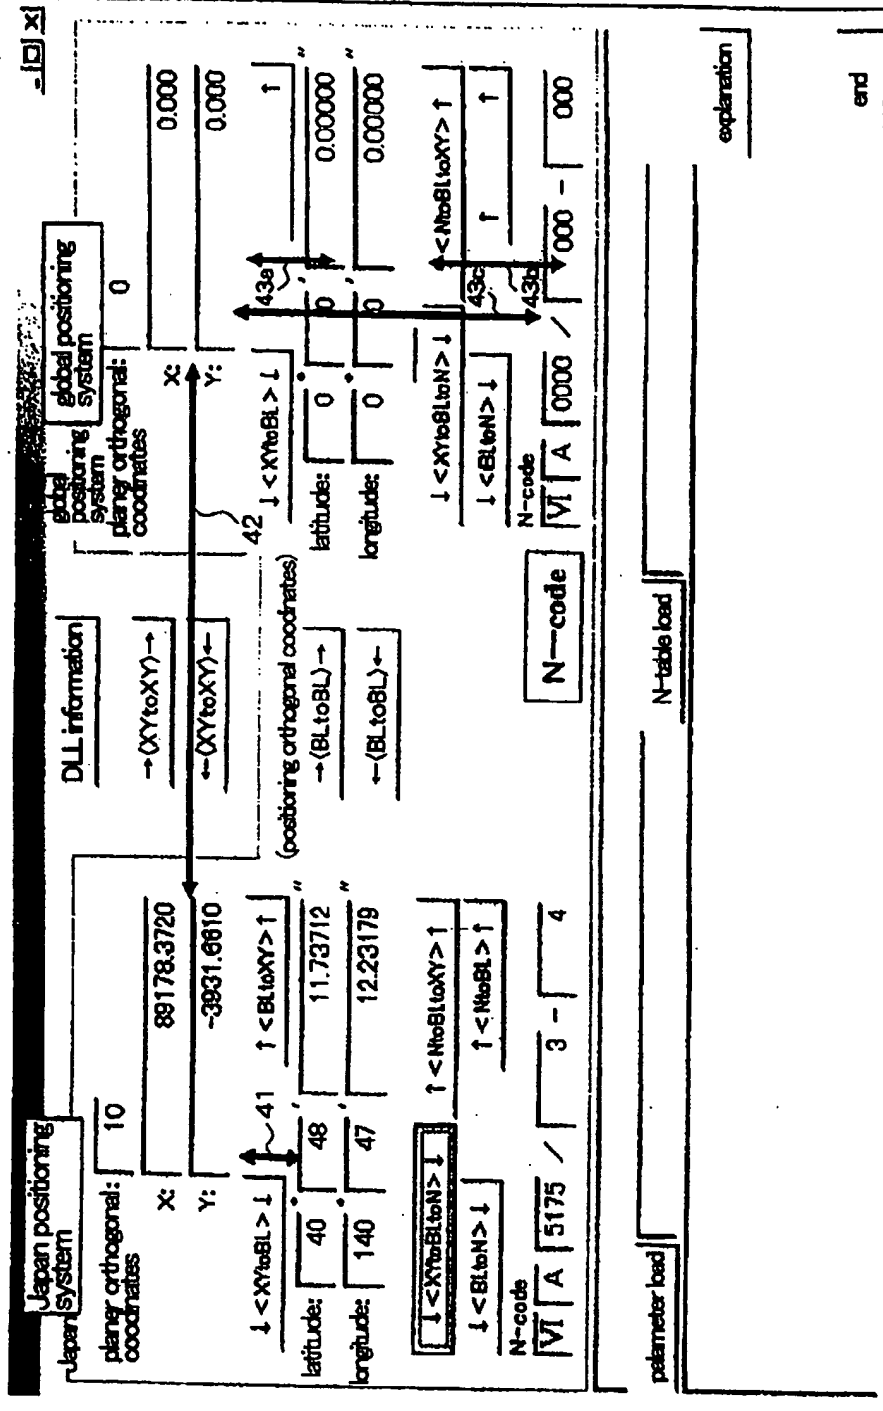 - □ X
Japan positioning system
Japan
planer orthogonal: 10
coordinates
X: 89178.3720
Y: -3931.6610
↓<XYtoBL>↓ ↑<BLtoXY>↑
41
latitude: 40 ° 48 ' 11.73712 "
longitude: 140 ° 47 ' 12.23179 "
↓<XYtoBLtoN>↓ ↑<NtoBLtoXY>↑
↓<BLtoN>↓ ↑<NtoBL>↑
N-code
VI A 5175 / 3 - 4
DLL information
→(XYtoXY)→
←(XYtoXY)←
42
(positioning orthogonal coodnates)
→(BLtoBL)→
←(BLtoBL)←
N--code
global positioning system
global positioning system
planer orthogonal: 0
coordinates
X: 0.000
Y: 0.000
↓<XYtoBL>↓ ↑
43a
latitude: 0 ° 0 ' 0.00000 "
longitude: 0 ° 0 ' 0.00000
↓<XYtoBLtoN>↓ <NtoBLtoXY>↑
43c
↓<BLtoN>↓ ↑ ↑
43b
N-code
VI A 0000 / 000 - 000
palameter load
N-table load
explanation
end